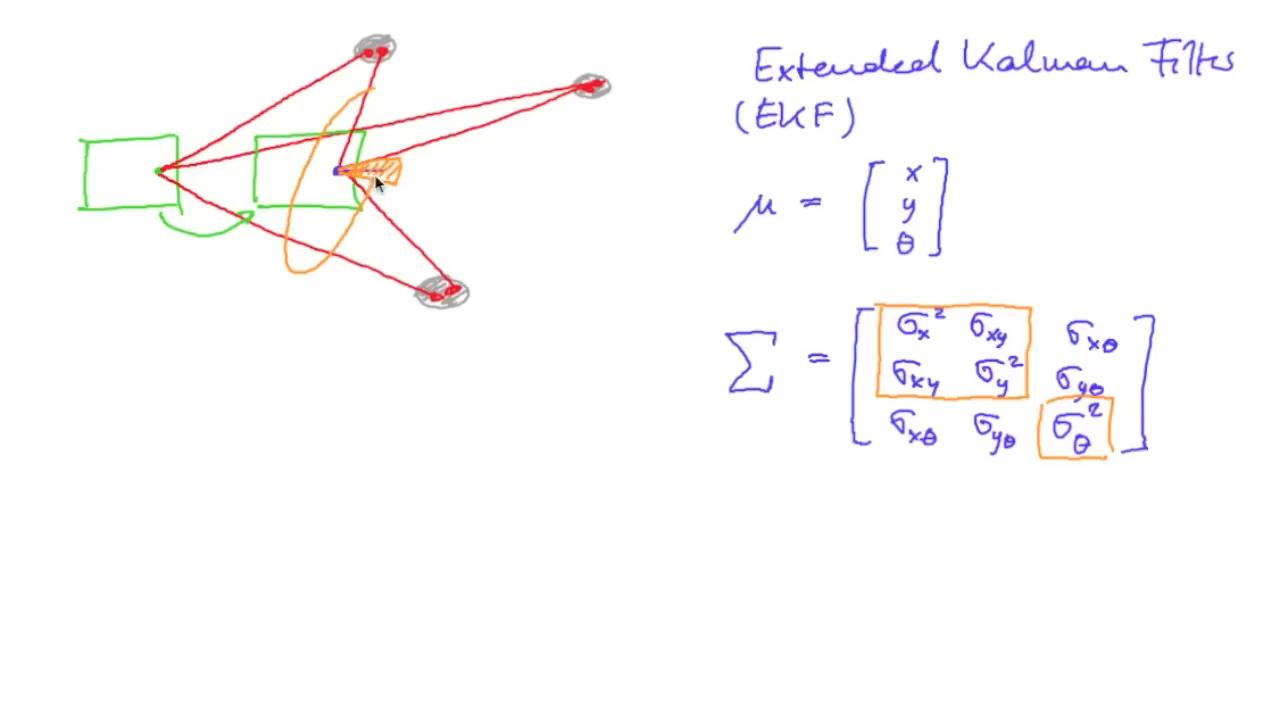 Extended Kalman Filter
(EKF)
μ = [ x
y
θ ]
Σ = [ σx² σxy σxθ
σxy σy² σyθ
σxθ σyθ σθ² ]